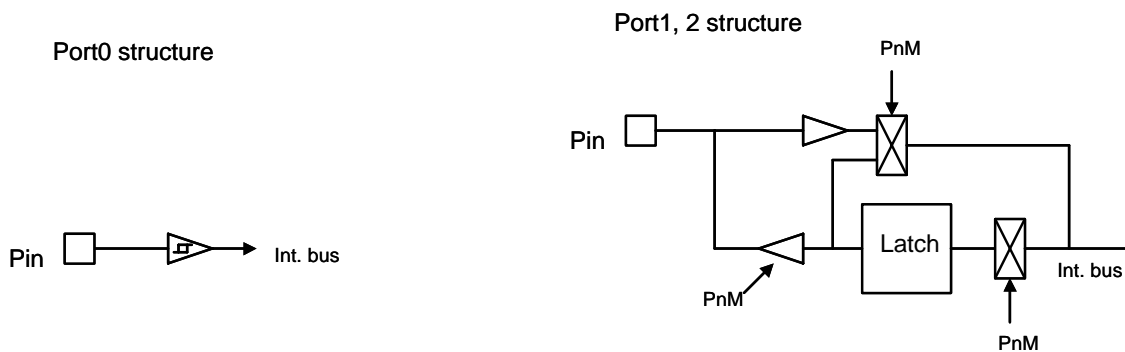 Port0 structure
Pin
Int. bus
Port1, 2 structure
PnM
Pin
Latch
PnM
Int. bus
PnM